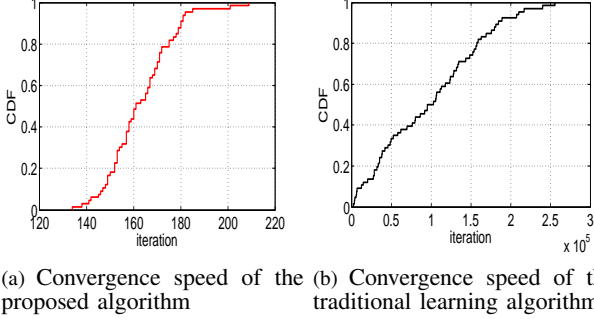 1
0.8
0.6
0.4
0.2
0
CDF
120 140 160 180 200 220
iteration
1
0.8
0.6
0.4
0.2
0
CDF
0 0.5 1 1.5 2 2.5 3
iteration
x 10^5
(a) Convergence speed of the
proposed algorithm
(b) Convergence speed of
traditional learning algorithm